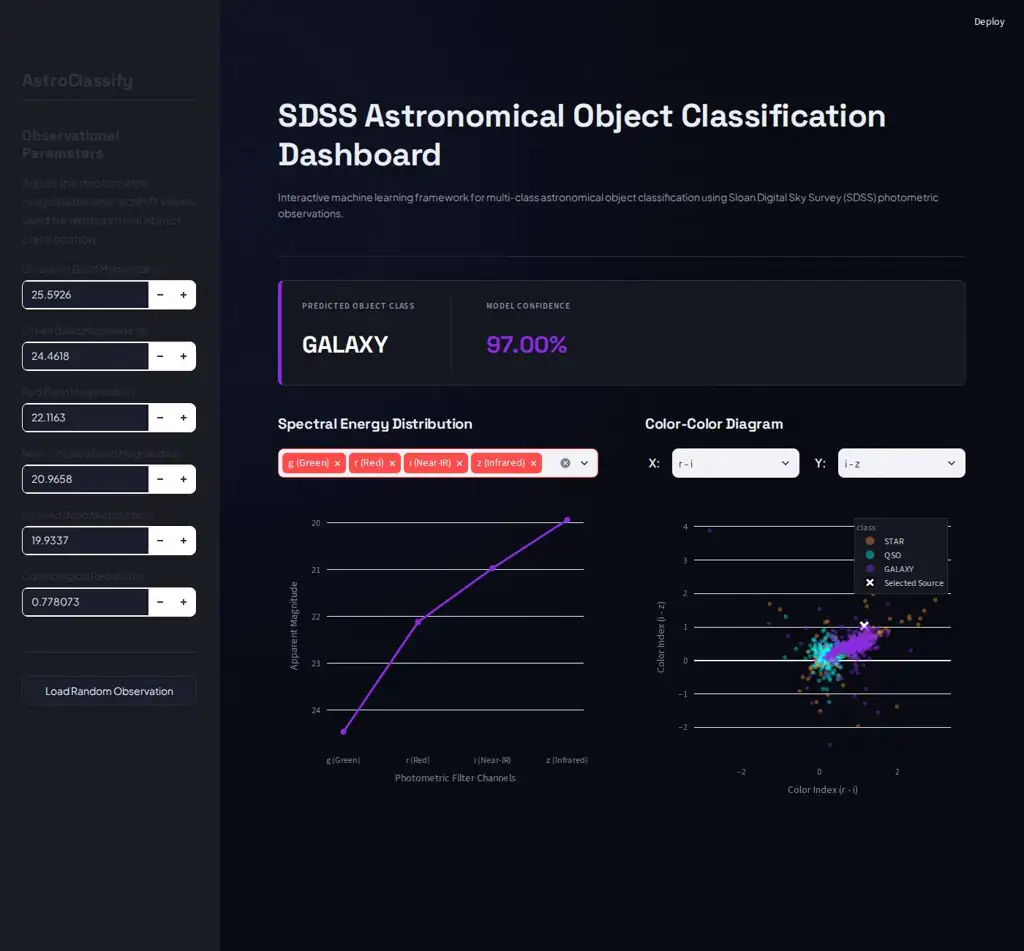 Deploy
AstroClassify
Observational
Parameters
Adjust the photometric
magnitudes and redshift values
used for astronomical object
classification.
25.5926
− +
Green Band Magnitude (g)
24.4618
− +
Red Band Magnitude (r)
22.1163
− +
20.9658
− +
19.9337
− +
0.778073
− +
Load Random Observation
SDSS Astronomical Object Classification
Dashboard
Interactive machine learning framework for multi-class astronomical object classification using Sloan Digital Sky Survey (SDSS) photometric
observations.
PREDICTED OBJECT CLASS
GALAXY
MODEL CONFIDENCE
97.00%
Spectral Energy Distribution
g (Green) × r (Red) × i (Near-IR) × z (Infrared) ×
20
21
22
23
24
Apparent Magnitude
g (Green) r (Red) i (Near-IR) z (Infrared)
Photometric Filter Channels
Color-Color Diagram
X: r - i Y: i - z
class
STAR
QSO
GALAXY
Selected Source
4
3
2
1
0
−1
−2
Color Index (i - z)
−2 0 2
Color Index (r - i)